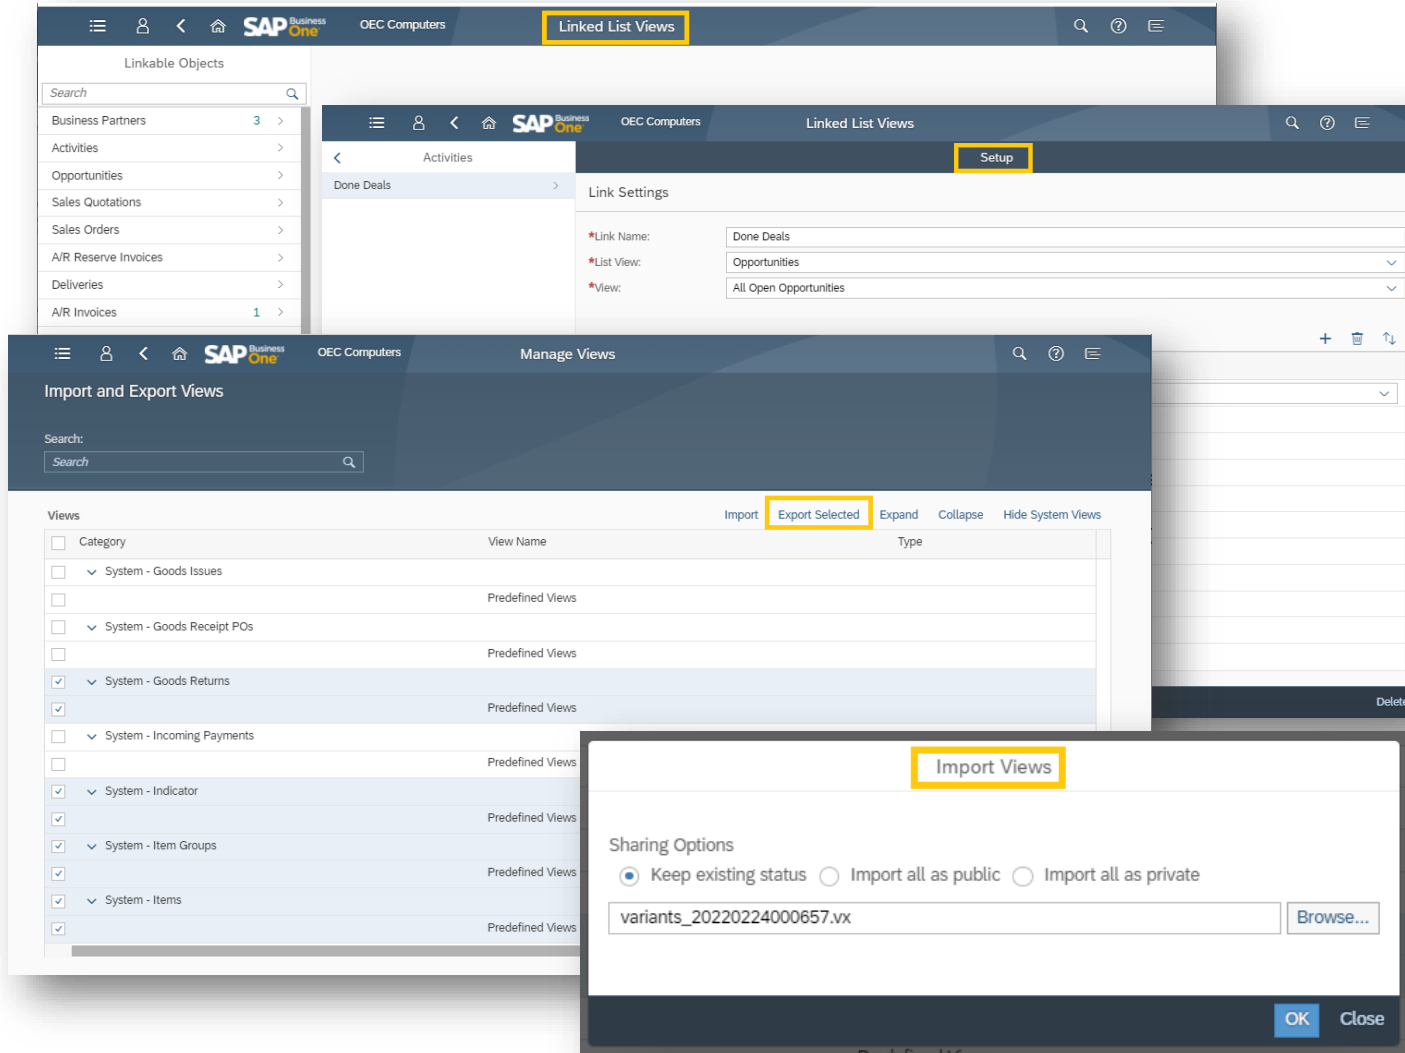 SAP Business One
OEC Computers
Linked List Views
Linkable Objects
Search
Business Partners 3
Activities
Opportunities
Sales Quotations
Sales Orders
A/R Reserve Invoices
Deliveries
A/R Invoices 1
SAP Business One
OEC Computers
Linked List Views
Activities
Setup
Done Deals
Link Settings
*Link Name: Done Deals
*List View: Opportunities
*View: All Open Opportunities
Delete
SAP Business One
OEC Computers
Manage Views
Import and Export Views
Search:
Search
Views
Import Export Selected Expand Collapse Hide System Views
Category View Name Type
System - Goods Issues
Predefined Views
System - Goods Receipt POs
Predefined Views
System - Goods Returns
Predefined Views
System - Incoming Payments
Predefined Views
System - Indicator
Predefined Views
System - Item Groups
Predefined Views
System - Items
Predefined Views
Import Views
Sharing Options
Keep existing status Import all as public Import all as private
variants_20220224000657.vx Browse...
OK Close